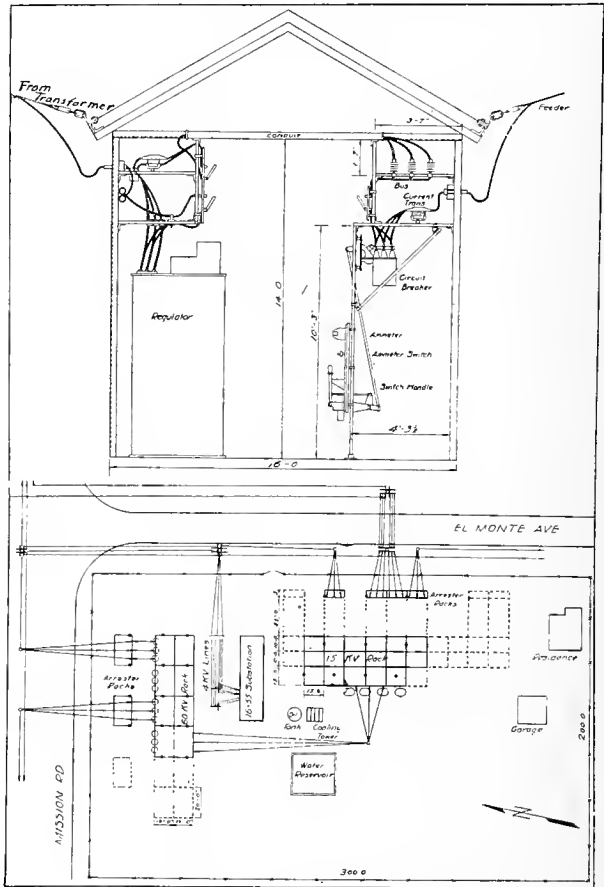 From
Transformer
Feeder
3'-7"
CONDUIT
Bus
Current
Trans
Circuit
Breaker
14'-0
10'-3"
Regulator
Ammeter
Ammeter Switch
Switch Handle
4'-3½
16'-0
EL MONTE AVE
Arrester
Racks
4 KV Lines
16'-55' Substation
15 KV Rack
Residence
Arrester
Racks
60 KV Rack
Tank
Cooling
Tower
Garage
200.0
Water
Reservoir
MISSION RD
N
300.0